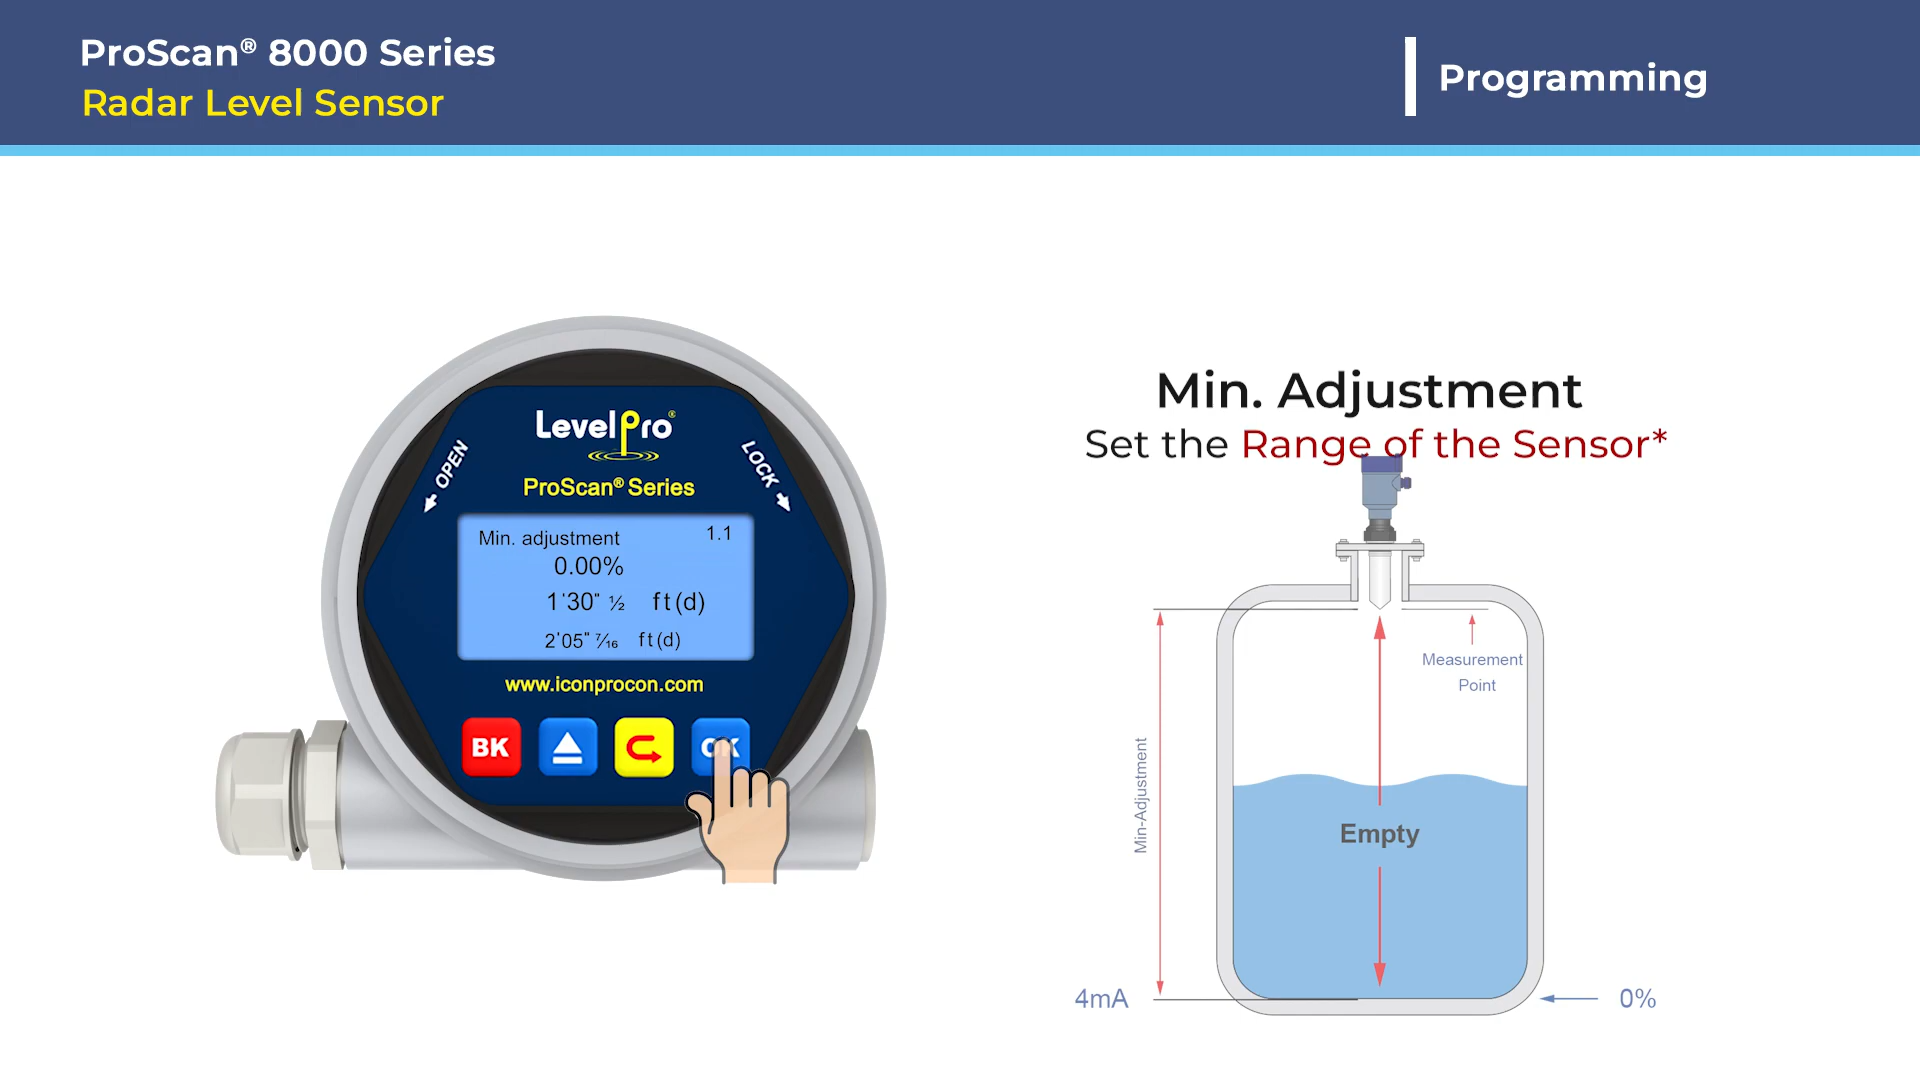 ProScan® 8000 Series
Radar Level Sensor
Programming
LevelPro®
OPEN
LOCK
ProScan® Series
Min. adjustment 1.1
0.00%
1'30" ½ ft(d)
2'05" 7⁄16 ft(d)
www.iconprocon.com
BK
OK
Min. Adjustment
Set the Range of the Sensor*
Measurement
Point
Min-Adjustment
Empty
4mA
0%